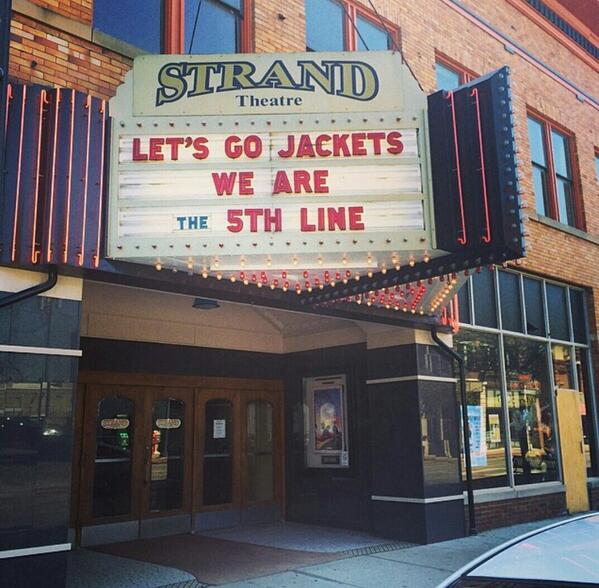 STRAND
Theatre
LET'S GO JACKETS
WE ARE
THE 5TH LINE